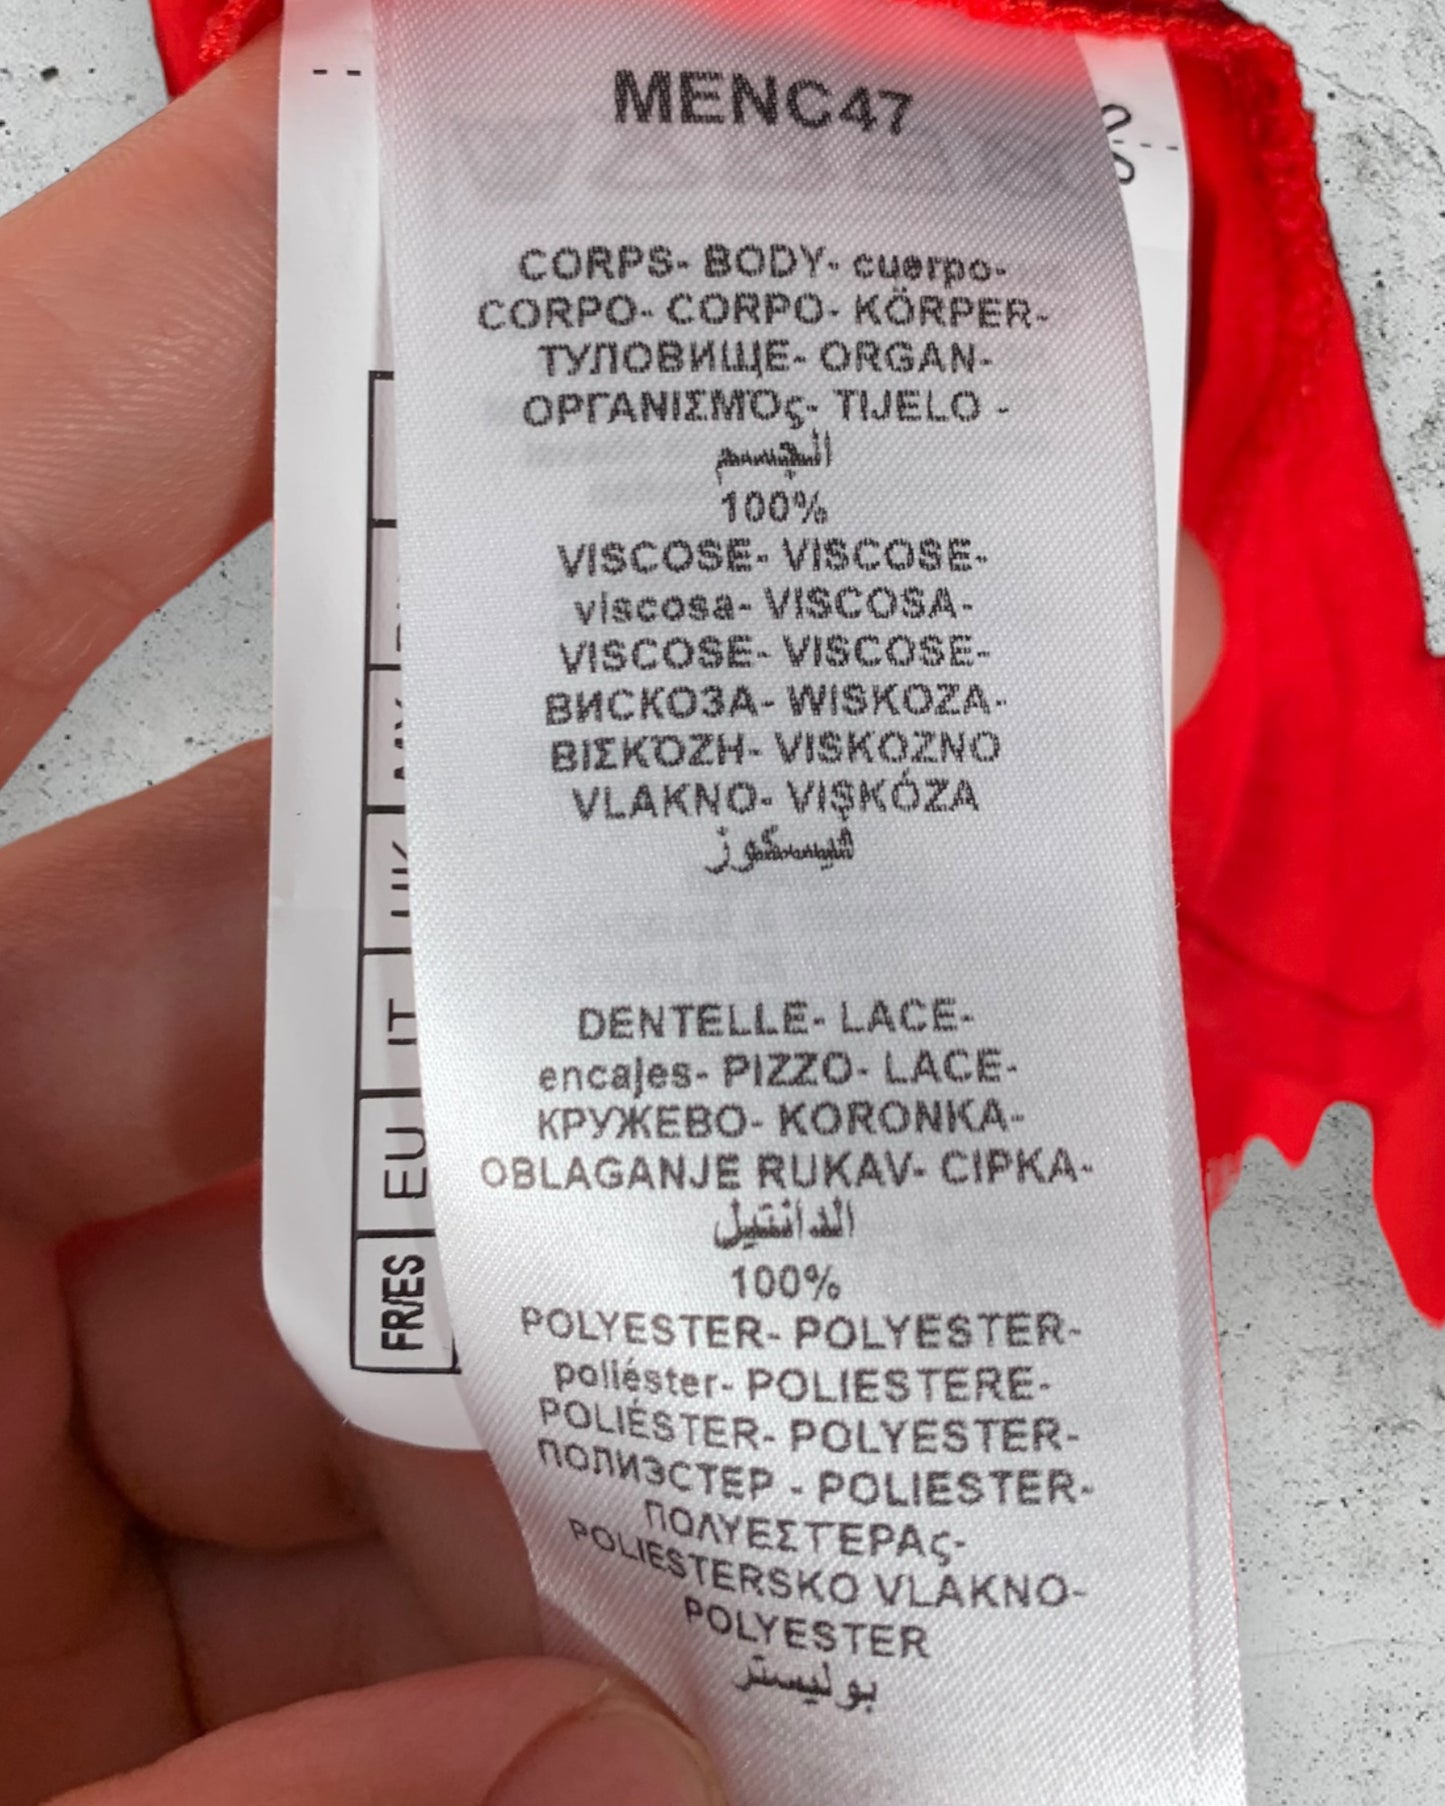 MENC47
CORPS- BODY- cuerpo-
CORPO- CORPO- KÖRPER-
ТУЛОВИЩЕ- ORGAN-
ΟΡΓΑΝΙΣΜΌς- TIJELO -
الجسم
100%
VISCOSE- VISCOSE-
viscosa- VISCOSA-
VISCOSE- VISCOSE-
ВИСКОЗА- WISKOZA-
ΒΙΣΚΌΖΗ- VISKOZNO
VLAKNO- VIŞKÓZA
فيسكوز
DENTELLE- LACE-
encajes- PIZZO- LACE-
КРУЖЕВО- KORONKA-
OBLAGANJE RUKAV- CIPKA-
الدانتيل
100%
POLYESTER- POLYESTER-
poliéster- POLIESTERE-
POLIÉSTER- POLYESTER-
ПОЛИЭСТЕР - POLIESTER-
ΠΟΛΥΕΣΤΕΡΑς-
POLIESTERSKO VLAKNO-
POLYESTER
بوليستر
UK
IT
EU
FR/ES